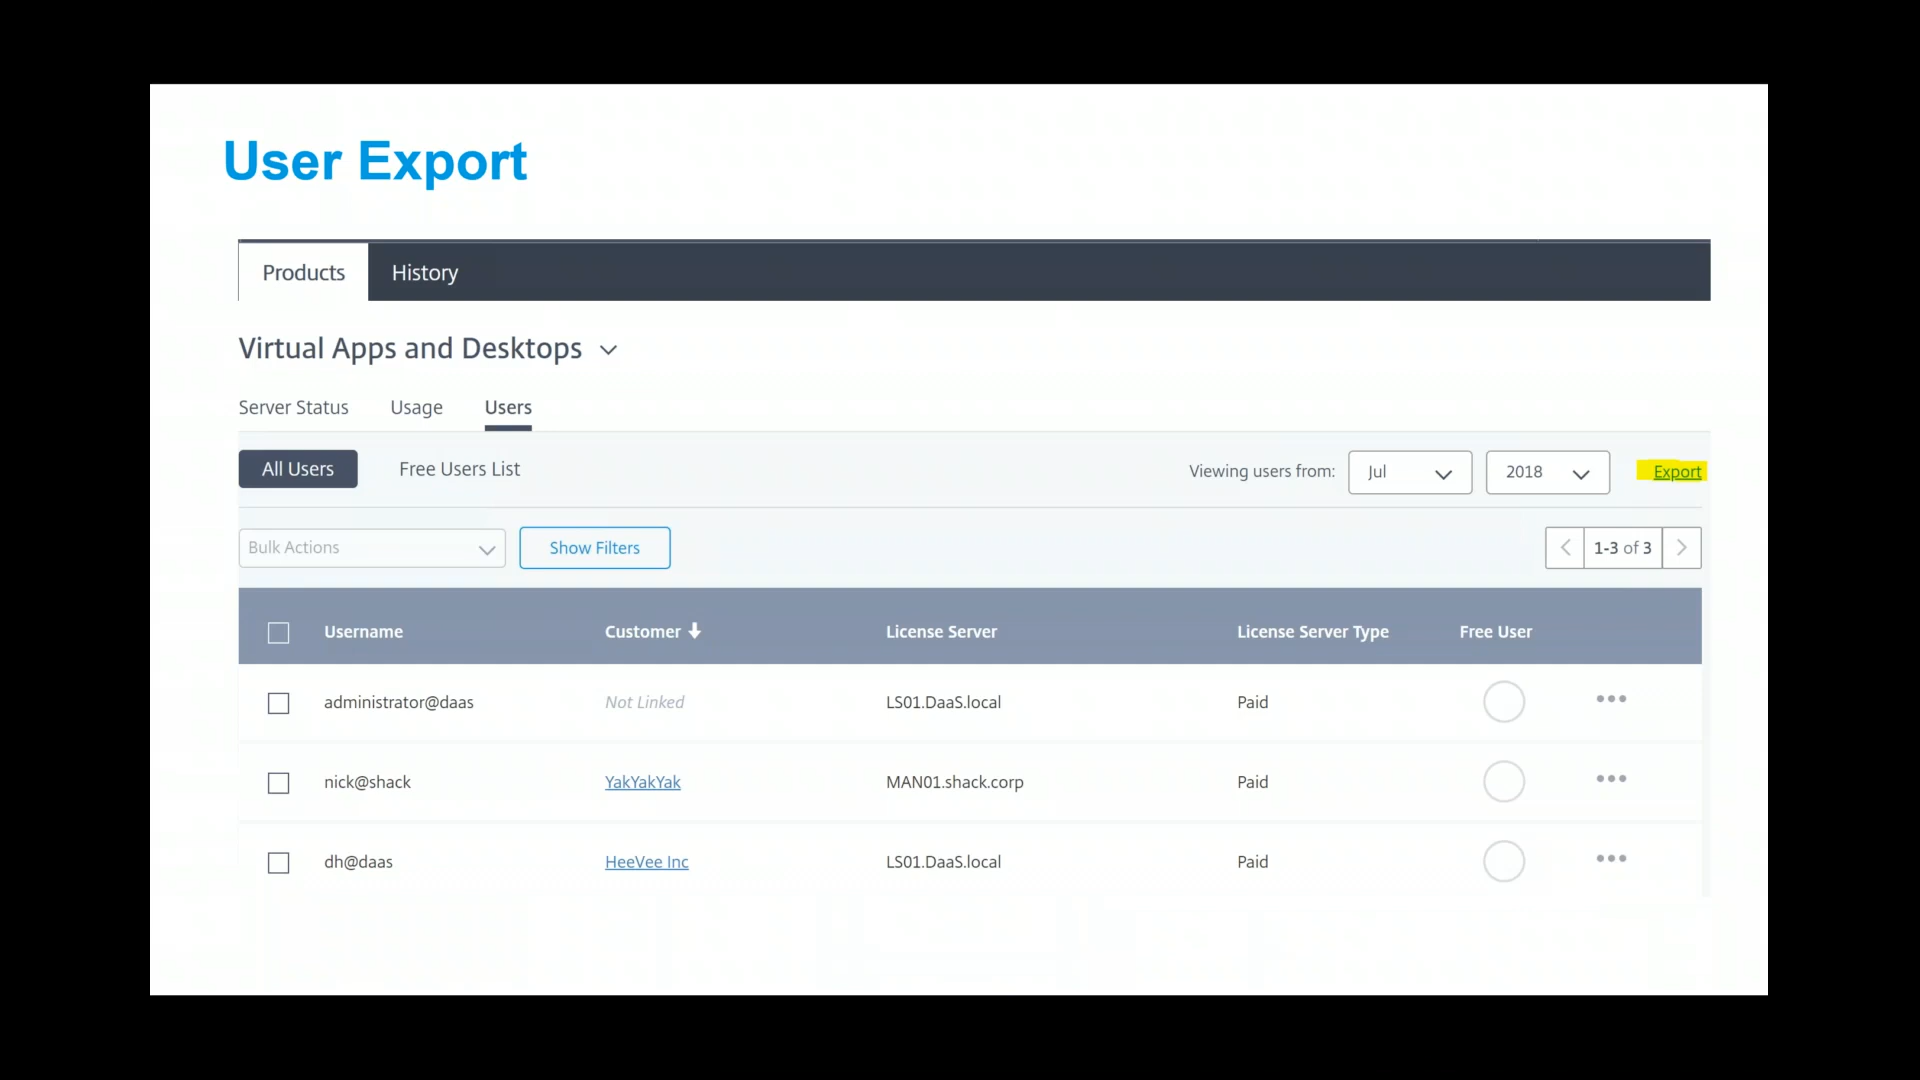 User Export
Products History
Virtual Apps and Desktops
Server Status Usage Users
All Users Free Users List Viewing users from: Jul 2018 Export
Bulk Actions Show Filters 1-3 of 3
Username Customer License Server License Server Type Free User
administrator@daas Not Linked LS01.DaaS.local Paid
nick@shack YakYakYak MAN01.shack.corp Paid
dh@daas HeeVee Inc LS01.DaaS.local Paid